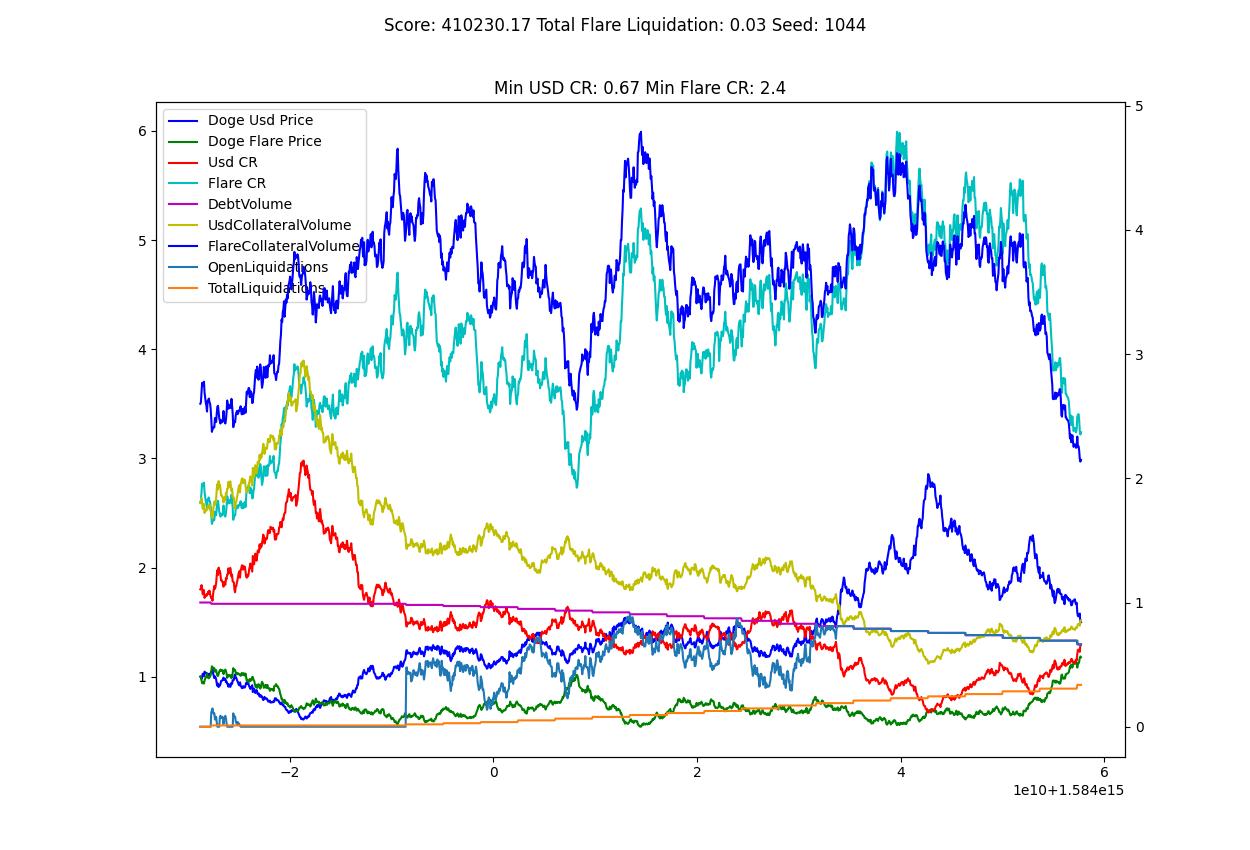 Score: 410230.17 Total Flare Liquidation: 0.03 Seed: 1044
Min USD CR: 0.67 Min Flare CR: 2.4
Doge Usd Price
Doge Flare Price
Usd CR
Flare CR
DebtVolume
UsdCollateralVolume
FlareCollateralVolume
OpenLiquidations
TotalLiquidations
6
5
4
3
2
1
5
4
3
2
1
0
−2
0
2
4
6
1e10+1.584e15